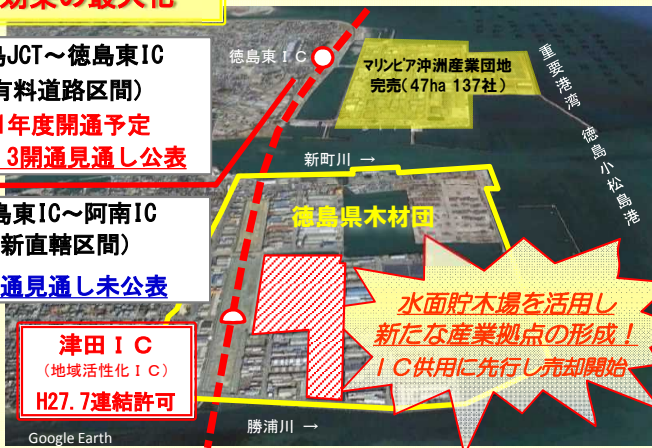 効果の最大化
島JCT～徳島東IC
有料道路区間）
1年度開通予定
3開通見通し公表
徳島東ＩＣ
マリンピア沖洲産業団地
完売（47ha 137社）
重要港湾 徳島小松島港
新町川 →
島東IC～阿南IC
新直轄区間）
通見通し未公表
徳島県木材団
水面貯木場を活用し
新たな産業拠点の形成！
ＩＣ供用に先行し売却開始
津田ＩＣ
（地域活性化ＩＣ）
H27.7連結許可
勝浦川 →
Google Earth